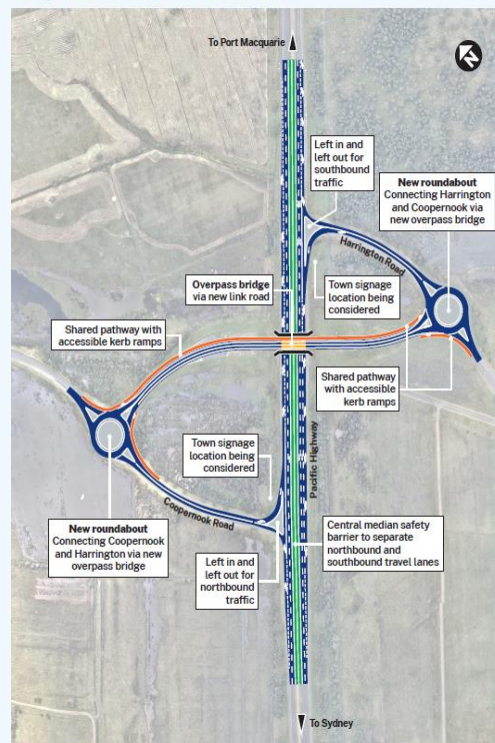 To Port Macquarie
N
Left in and
left out for
southbound
traffic
New roundabout
Connecting Harrington
and Coopernook via
new overpass bridge
Harrington Road
Overpass bridge
via new link road
Town signage
location being
considered
Shared pathway with
accessible kerb ramps
Shared pathway
with accessible
kerb ramps
Town signage
location being
considered
Pacific Highway
Coopernook Road
New roundabout
Connecting Coopernook
and Harrington via new
overpass bridge
Left in and
left out for
northbound
traffic
Central median safety
barrier to separate
northbound and
southbound travel lanes
To Sydney